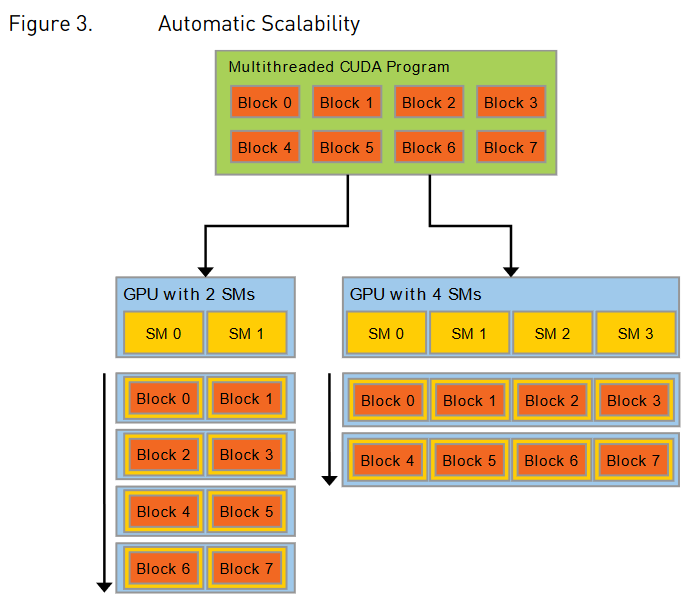 Figure 3. Automatic Scalability
Multithreaded CUDA Program
Block 0 Block 1 Block 2 Block 3
Block 4 Block 5 Block 6 Block 7
GPU with 2 SMs
SM 0 SM 1
Block 0 Block 1
Block 2 Block 3
Block 4 Block 5
Block 6 Block 7
GPU with 4 SMs
SM 0 SM 1 SM 2 SM 3
Block 0 Block 1 Block 2 Block 3
Block 4 Block 5 Block 6 Block 7